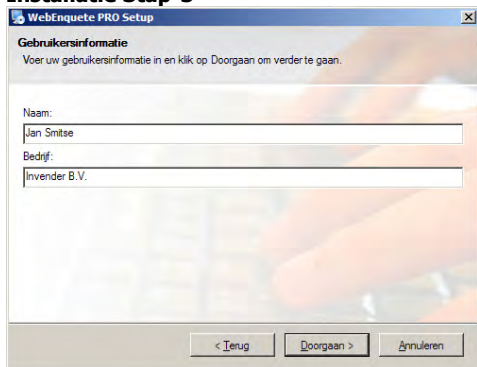 Installatie Stap 3
WebEnquete PRO Setup
Gebruikersinformatie
Voer uw gebruikersinformatie in en klik op Doorgaan om verder te gaan.
Naam:
Jan Smitse
Bedrijf:
Invender B.V.
< Terug
Doorgaan >
Annuleren